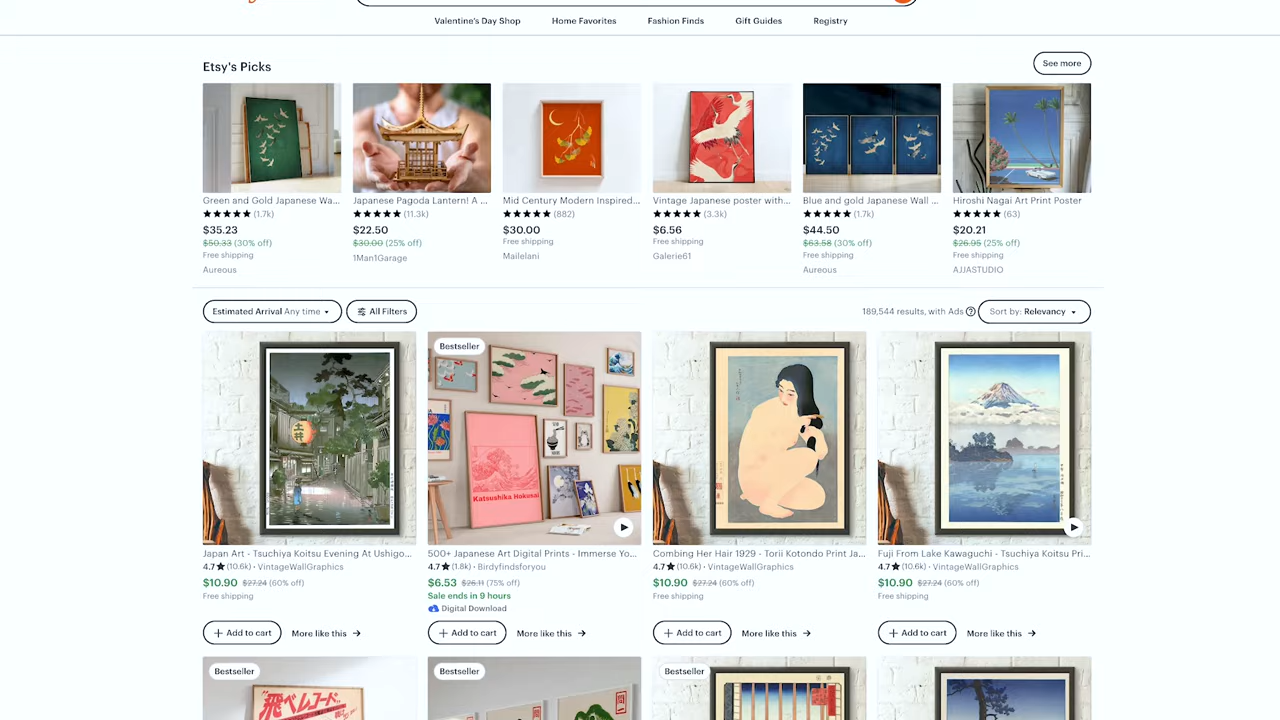 Valentine's Day Shop Home Favorites Fashion Finds Gift Guides Registry
Etsy's Picks
See more
Green and Gold Japanese Wa...
★★★★★ (1.7k)
$35.23
$50.33 (30% off)
Free shipping
Aureous
Japanese Pagoda Lantern! A ...
★★★★★ (11.3k)
$22.50
$30.00 (25% off)
1Man1Garage
Mid Century Modern Inspired...
★★★★★ (882)
$30.00
Free shipping
Mailelani
Vintage Japanese poster with...
★★★★★ (3.3k)
$6.56
Free shipping
Galerie61
Blue and gold Japanese Wall ...
★★★★★ (1.7k)
$44.50
$63.58 (30% off)
Free shipping
Aureous
Hiroshi Nagai Art Print Poster
★★★★★ (63)
$20.21
$26.95 (25% off)
Free shipping
AJJASTUDIO
Estimated Arrival Any time
All Filters
189,544 results, with Ads
Sort by: Relevancy
土井
Japan Art - Tsuchiya Koitsu Evening At Ushigo...
4.7★ (10.6k) · VintageWallGraphics
$10.90 $27.24 (60% off)
Free shipping
+ Add to cart
More like this →
Bestseller
Katsushika Hokusai
500+ Japanese Art Digital Prints - Immerse Yo...
4.7★ (1.8k) · Birdyfindsforyou
$6.53 $26.11 (75% off)
Sale ends in 9 hours
Digital Download
+ Add to cart
More like this →
Combing Her Hair 1929 - Torii Kotondo Print Ja...
4.7★ (10.6k) · VintageWallGraphics
$10.90 $27.24 (60% off)
Free shipping
+ Add to cart
More like this →
Fuji From Lake Kawaguchi - Tsuchiya Koitsu Pri...
4.7★ (10.6k) · VintageWallGraphics
$10.90 $27.24 (60% off)
Free shipping
+ Add to cart
More like this →
Bestseller
"飛べムコード"
Bestseller
Bestseller